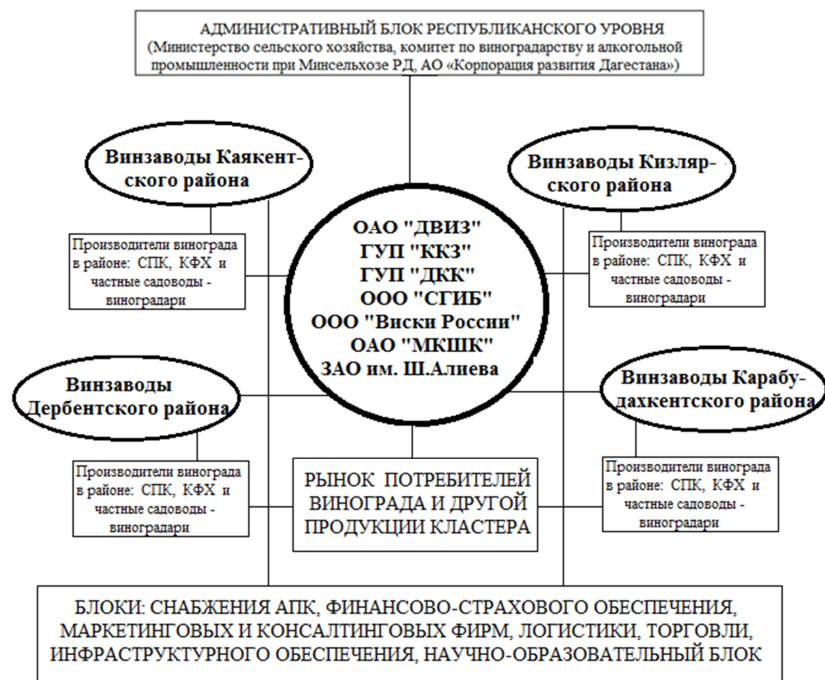 АДМИНИСТРАТИВНЫЙ БЛОК РЕСПУБЛИКАНСКОГО УРОВНЯ
(Министерство сельского хозяйства, комитет по виноградарству и алкогольной
промышленности при Минсельхозе РД, АО «Корпорация развития Дагестана»)
Винзаводы Каякент-
ского района
Винзаводы Кизляр-
ского района
Производители винограда
в районе: СПК, КФХ и
частные садоводы -
виноградари
ОАО "ДВИЗ"
ГУП "ККЗ"
ГУП "ДКК"
ООО "СГИБ"
ООО "Виски России"
ОАО "МКШК"
ЗАО им. Ш.Алиева
Производители винограда
в районе: СПК, КФХ и
частные садоводы -
виноградари
Винзаводы
Дербентского района
Винзаводы Карабу-
дахкентского района
Производители винограда
в районе: СПК, КФХ и
частные садоводы -
виноградари
РЫНОК ПОТРЕБИТЕЛЕЙ
ВИНОГРАДА И ДРУГОЙ
ПРОДУКЦИИ КЛАСТЕРА
Производители винограда
в районе: СПК, КФХ и
частные садоводы -
виноградари
БЛОКИ: СНАБЖЕНИЯ АПК, ФИНАНСОВО-СТРАХОВОГО ОБЕСПЕЧЕНИЯ,
МАРКЕТИНГОВЫХ И КОНСАЛТИНГОВЫХ ФИРМ, ЛОГИСТИКИ, ТОРГОВЛИ,
ИНФРАСТРУКТУРНОГО ОБЕСПЕЧЕНИЯ, НАУЧНО-ОБРАЗОВАТЕЛЬНЫЙ БЛОК